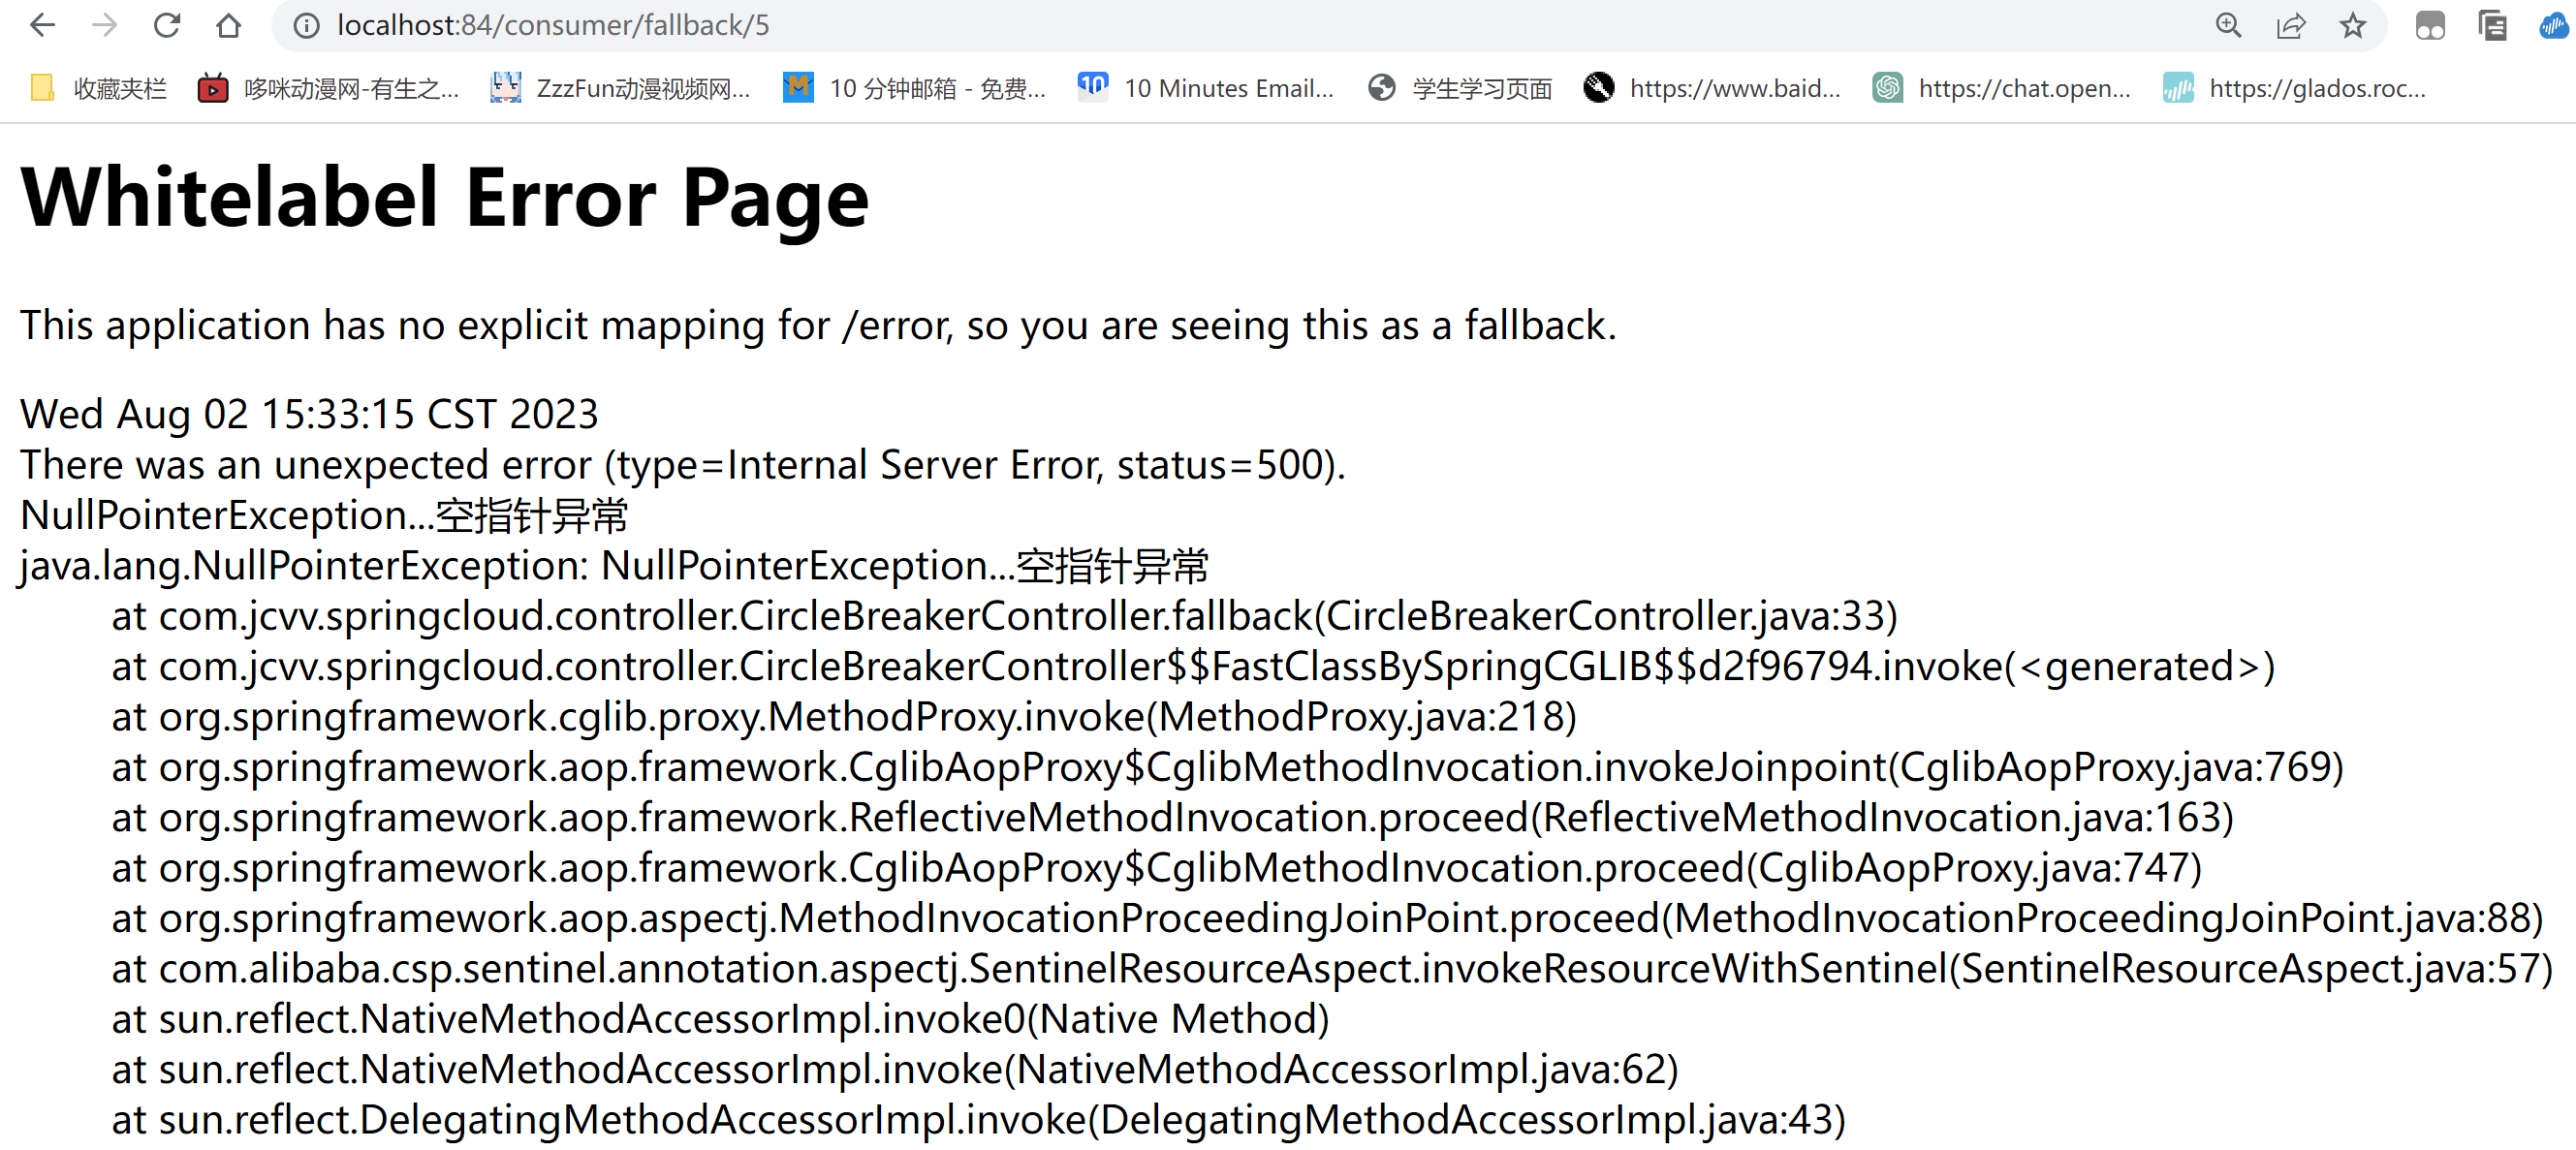 localhost:84/consumer/fallback/5
收藏夹栏 哆咪动漫网-有生之... ZzzFun动漫视频网... 10 分钟邮箱 - 免费... 10 Minutes Email... 学生学习页面 https://www.baid... https://chat.open... https://glados.roc...
Whitelabel Error Page
This application has no explicit mapping for /error, so you are seeing this as a fallback.
Wed Aug 02 15:33:15 CST 2023
There was an unexpected error (type=Internal Server Error, status=500).
NullPointerException...空指针异常
java.lang.NullPointerException: NullPointerException...空指针异常
at com.jcvv.springcloud.controller.CircleBreakerController.fallback(CircleBreakerController.java:33)
at com.jcvv.springcloud.controller.CircleBreakerController$$FastClassBySpringCGLIB$$d2f96794.invoke(<generated>)
at org.springframework.cglib.proxy.MethodProxy.invoke(MethodProxy.java:218)
at org.springframework.aop.framework.CglibAopProxy$CglibMethodInvocation.invokeJoinpoint(CglibAopProxy.java:769)
at org.springframework.aop.framework.ReflectiveMethodInvocation.proceed(ReflectiveMethodInvocation.java:163)
at org.springframework.aop.framework.CglibAopProxy$CglibMethodInvocation.proceed(CglibAopProxy.java:747)
at org.springframework.aop.aspectj.MethodInvocationProceedingJoinPoint.proceed(MethodInvocationProceedingJoinPoint.java:88)
at com.alibaba.csp.sentinel.annotation.aspectj.SentinelResourceAspect.invokeResourceWithSentinel(SentinelResourceAspect.java:57)
at sun.reflect.NativeMethodAccessorImpl.invoke0(Native Method)
at sun.reflect.NativeMethodAccessorImpl.invoke(NativeMethodAccessorImpl.java:62)
at sun.reflect.DelegatingMethodAccessorImpl.invoke(DelegatingMethodAccessorImpl.java:43)